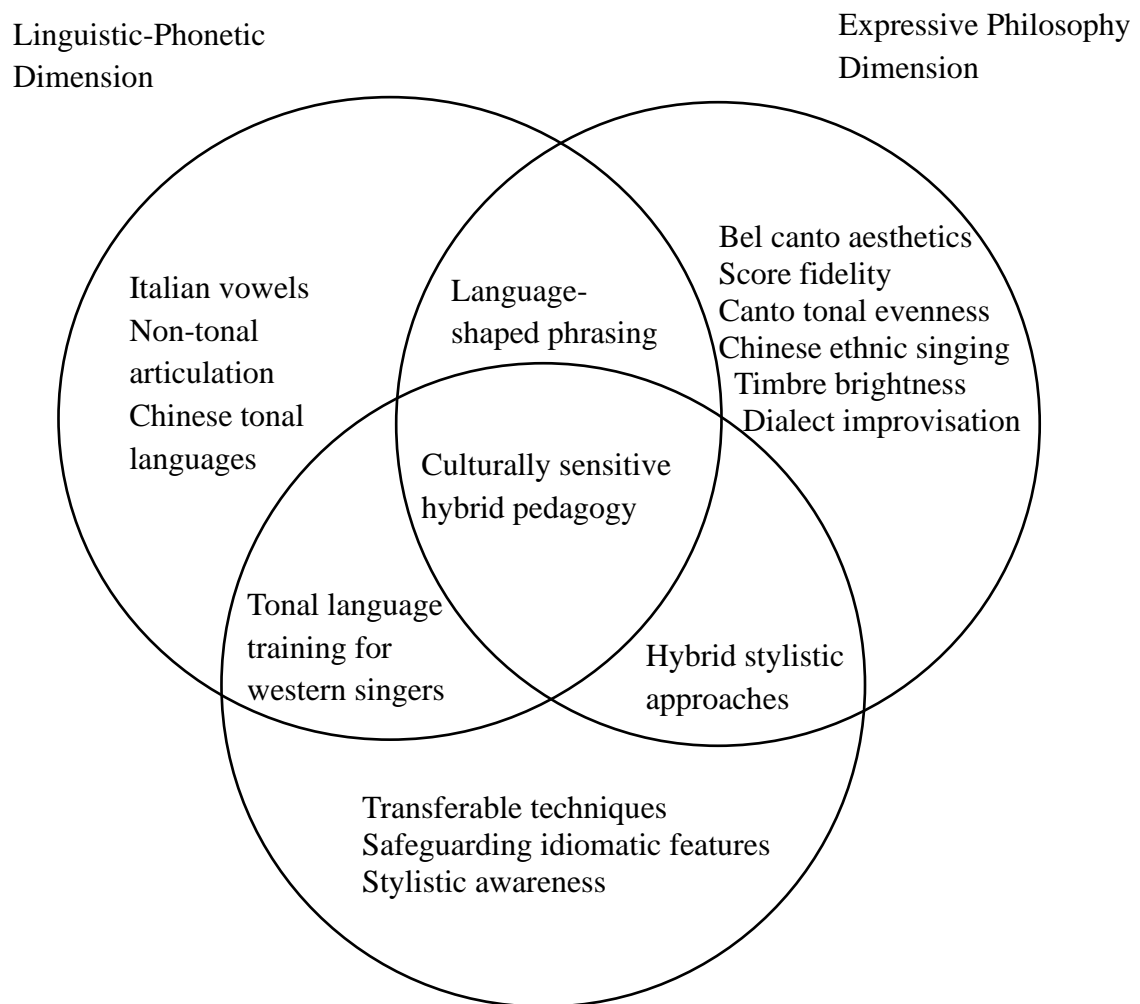 Linguistic-Phonetic
Dimension
Expressive Philosophy
Dimension
Italian vowels
Non-tonal
articulation
Chinese tonal
languages
Language-
shaped phrasing
Bel canto aesthetics
Score fidelity
Canto tonal evenness
Chinese ethnic singing
Timbre brightness
Dialect improvisation
Culturally sensitive
hybrid pedagogy
Tonal language
training for
western singers
Hybrid stylistic
approaches
Transferable techniques
Safeguarding idiomatic features
Stylistic awareness